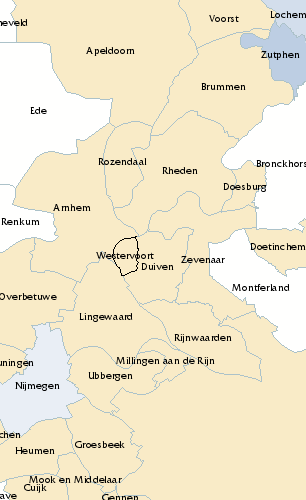 Lochem
Voorst
neveld
Apeldoorn
Zutphen
Brummen
Ede
Rozendaal
Rheden
Bronckhors
Doesburg
Arnhem
Renkum
Doetinchem
Westervoort
Zevenaar
Duiven
Montferland
Overbetuwe
Lingewaard
Rijnwaarden
Millingen aan de Rijn
uningen
Ubbergen
Nijmegen
chen
Groesbeek
Heumen
Mook en Middelaar
Cuijk
ave
Gennep